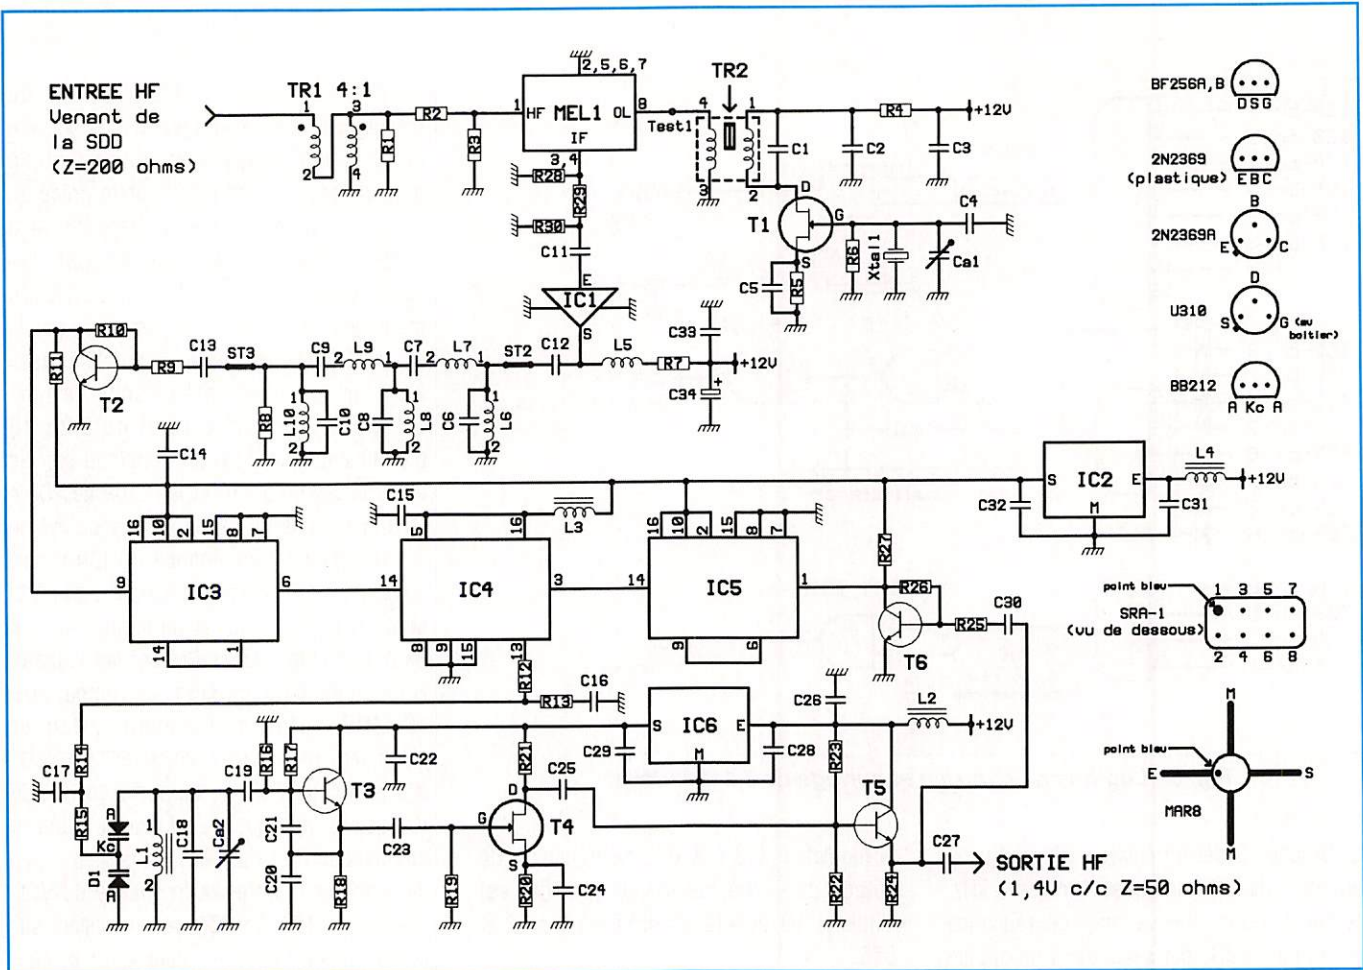 ENTREE HF
Venant de
la SDD
(Z=200 ohms)
TR1 4:1
1
2
3
4
R1
R2
R3
2,5,6,7
1
HF
MEL1
OL
8
IF
3,4
Test1
TR2
4
1
3
2
C1
C2
R4
C3
+12V
D
G
S
T1
C4
R6
Xtal1
Ca1
C5
R5
R28
R29
R30
C11
E
IC1
S
C33
+12V
C34
+
R7
L5
C12
ST2
1
L7
2
C7
1
L9
2
C9
ST3
C13
R9
R10
R11
T2
R8
1
L10
2
C10
C8
1
L8
2
C6
1
L6
2
C14
C15
L3
16
10
2
15
8
7
9
IC3
6
14
1
5
16
14
IC4
3
8
9
15
13
16
10
2
15
8
7
14
IC5
1
9
6
S
IC2
E
M
C32
C31
L4
+12V
R27
R26
R25
C30
T6
R12
R13
C16
S
IC6
E
M
C29
C28
C26
L2
+12V
R14
C17
R15
A
Kc
D1
A
1
L1
2
C18
Ca2
C19
R16
R17
C21
C20
T3
R18
C22
C23
R19
R21
D
G
S
T4
C25
R20
C24
R23
R22
T5
R24
C27
SORTIE HF
(1,4V c/c Z=50 ohms)
BF256A,B
DSG
2N2369
(plastique)
EBC
B
2N2369A
E
C
D
U310
S
G (au
boitier)
BB212
A Kc A
point bleu
1 3 5 7
SRA-1
(vu de dessous)
2 4 6 8
M
point bleu
E
S
MAR8
M